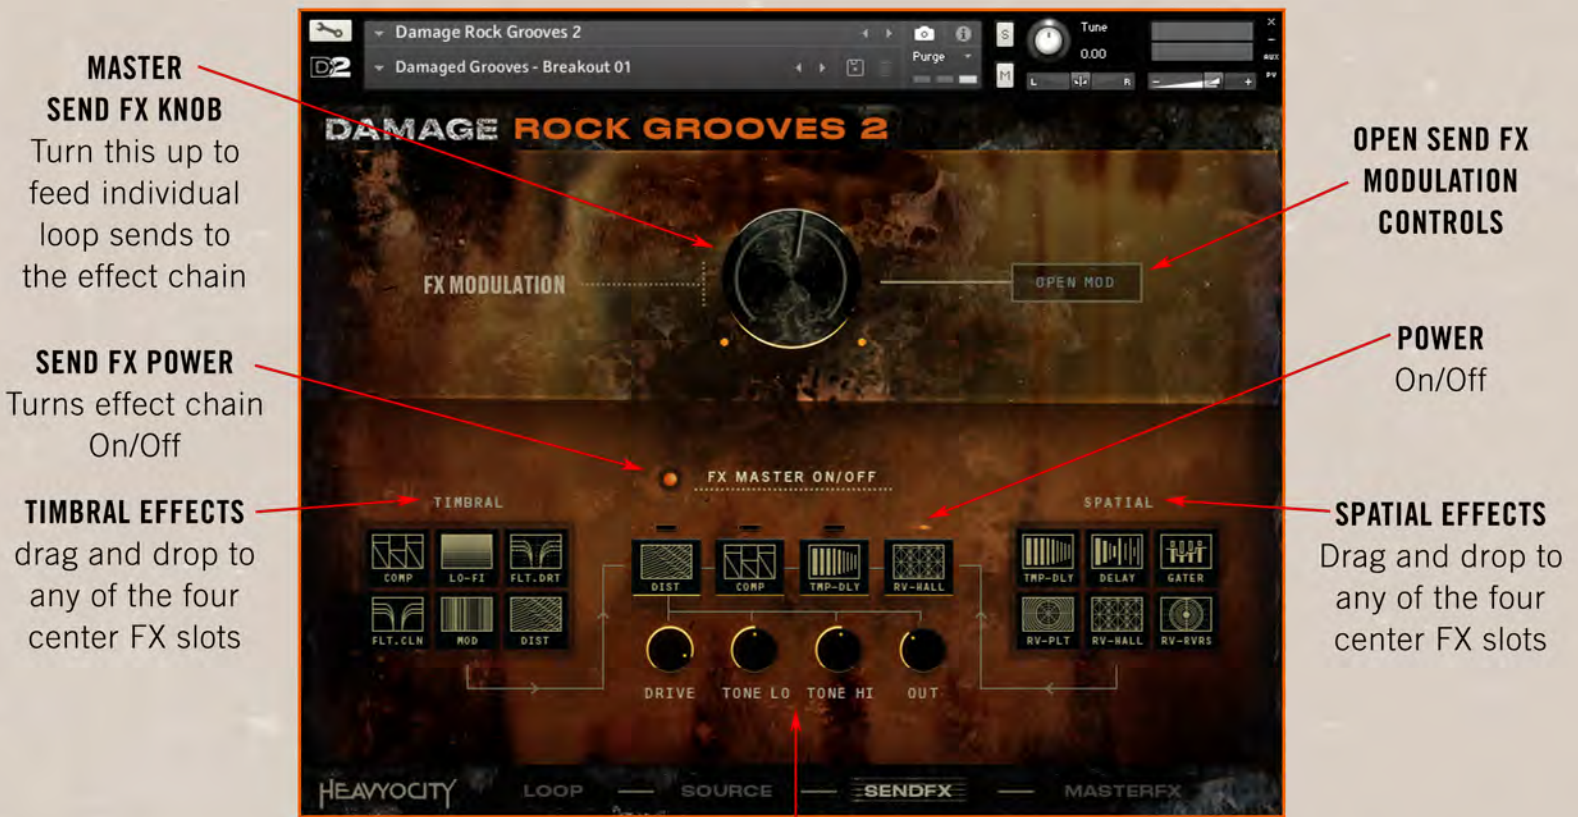 MASTER
SEND FX KNOB
Turn this up to
feed individual
loop sends to
the effect chain
SEND FX POWER
Turns effect chain
On/Off
TIMBRAL EFFECTS
drag and drop to
any of the four
center FX slots
Damage Rock Grooves 2
D2
Damaged Grooves - Breakout 01
Purge
S
M
Tune
0.00
L R
- +
×
-
AUX
PV
DAMAGE ROCK GROOVES 2
FX MODULATION
OPEN MOD
FX MASTER ON/OFF
TIMBRAL
COMP LO-FI FLT.DRT
FLT.CLN MOD DIST
DIST COMP TMP-DLY RV-HALL
DRIVE TONE LO TONE HI OUT
SPATIAL
TMP-DLY DELAY GATER
RV-PLT RV-HALL RV-RVRS
HEAVYOCITY LOOP SOURCE SENDFX MASTERFX
OPEN SEND FX
MODULATION
CONTROLS
POWER
On/Off
SPATIAL EFFECTS
Drag and drop to
any of the four
center FX slots